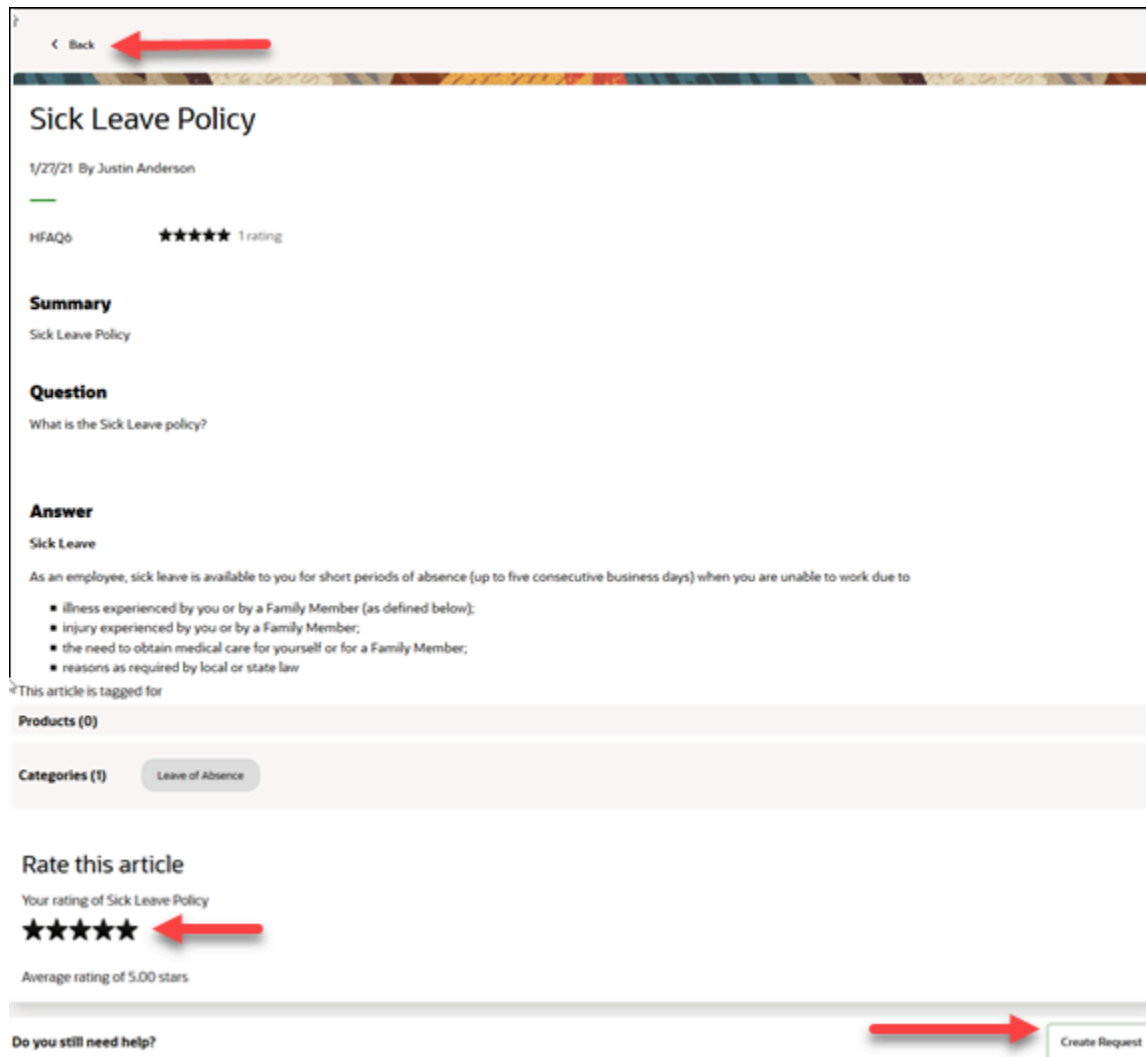 Back
Sick Leave Policy
1/27/21 By Justin Anderson
HFAQ6 ★★★★★ 1 rating
Summary
Sick Leave Policy
Question
What is the Sick Leave policy?
Answer
Sick Leave
As an employee, sick leave is available to you for short periods of absence (up to five consecutive business days) when you are unable to work due to
▪ illness experienced by you or by a Family Member (as defined below);
▪ injury experienced by you or by a Family Member;
▪ the need to obtain medical care for yourself or for a Family Member;
▪ reasons as required by local or state law
This article is tagged for
Products (0)
Categories (1) Leave of Absence
Rate this article
Your rating of Sick Leave Policy
★★★★★
Average rating of 5.00 stars
Do you still need help? Create Request